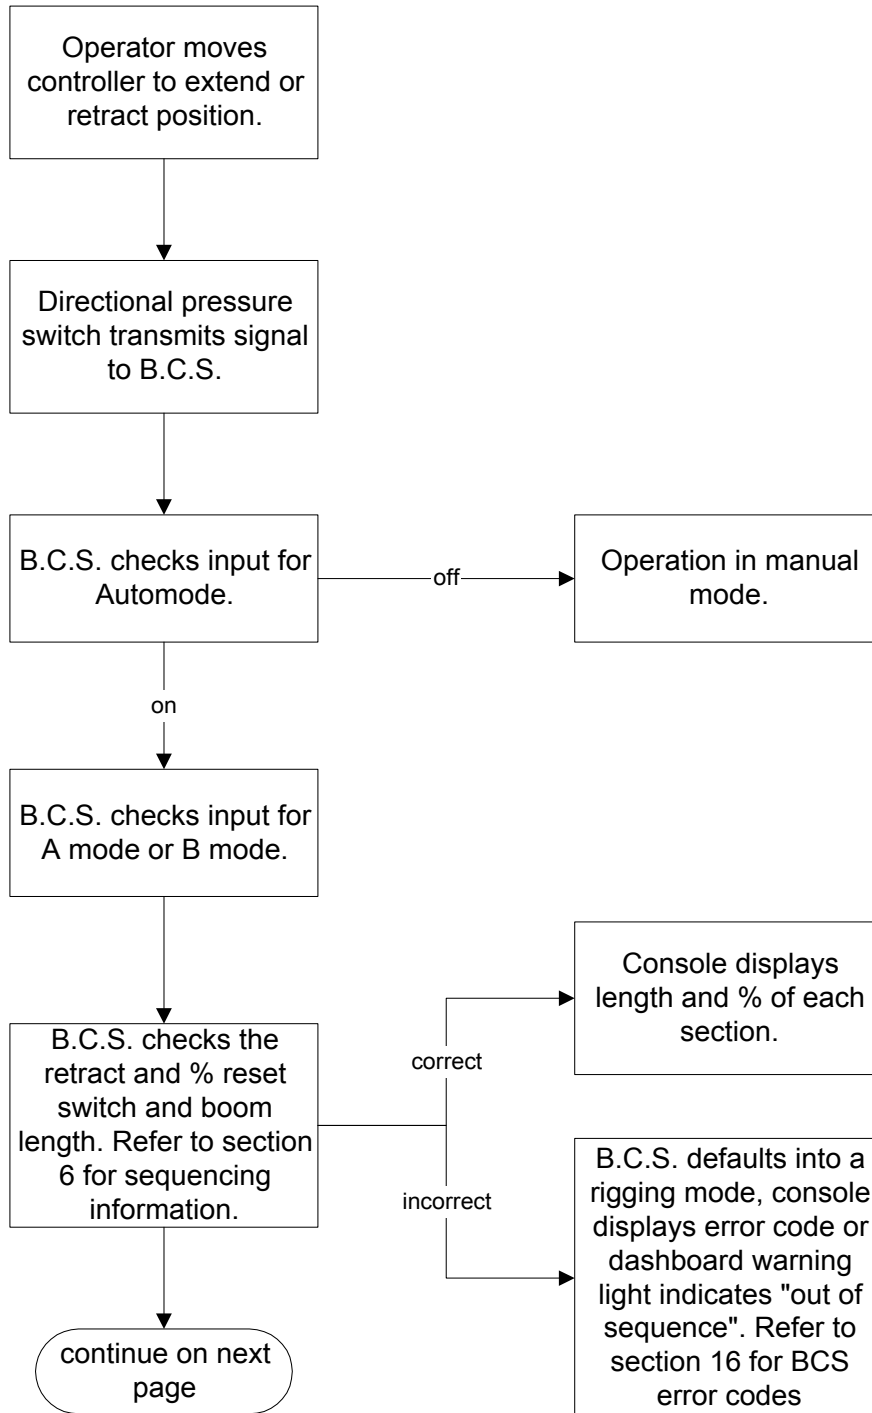 Operator moves
controller to extend or
retract position.
Directional pressure
switch transmits signal
to B.C.S.
B.C.S. checks input for
Automode.
off
Operation in manual
mode.
on
B.C.S. checks input for
A mode or B mode.
B.C.S. checks the
retract and % reset
switch and boom
length. Refer to section
6 for sequencing
information.
correct
Console displays
length and % of each
section.
incorrect
B.C.S. defaults into a
rigging mode, console
displays error code or
dashboard warning
light indicates "out of
sequence". Refer to
section 16 for BCS
error codes
continue on next
page